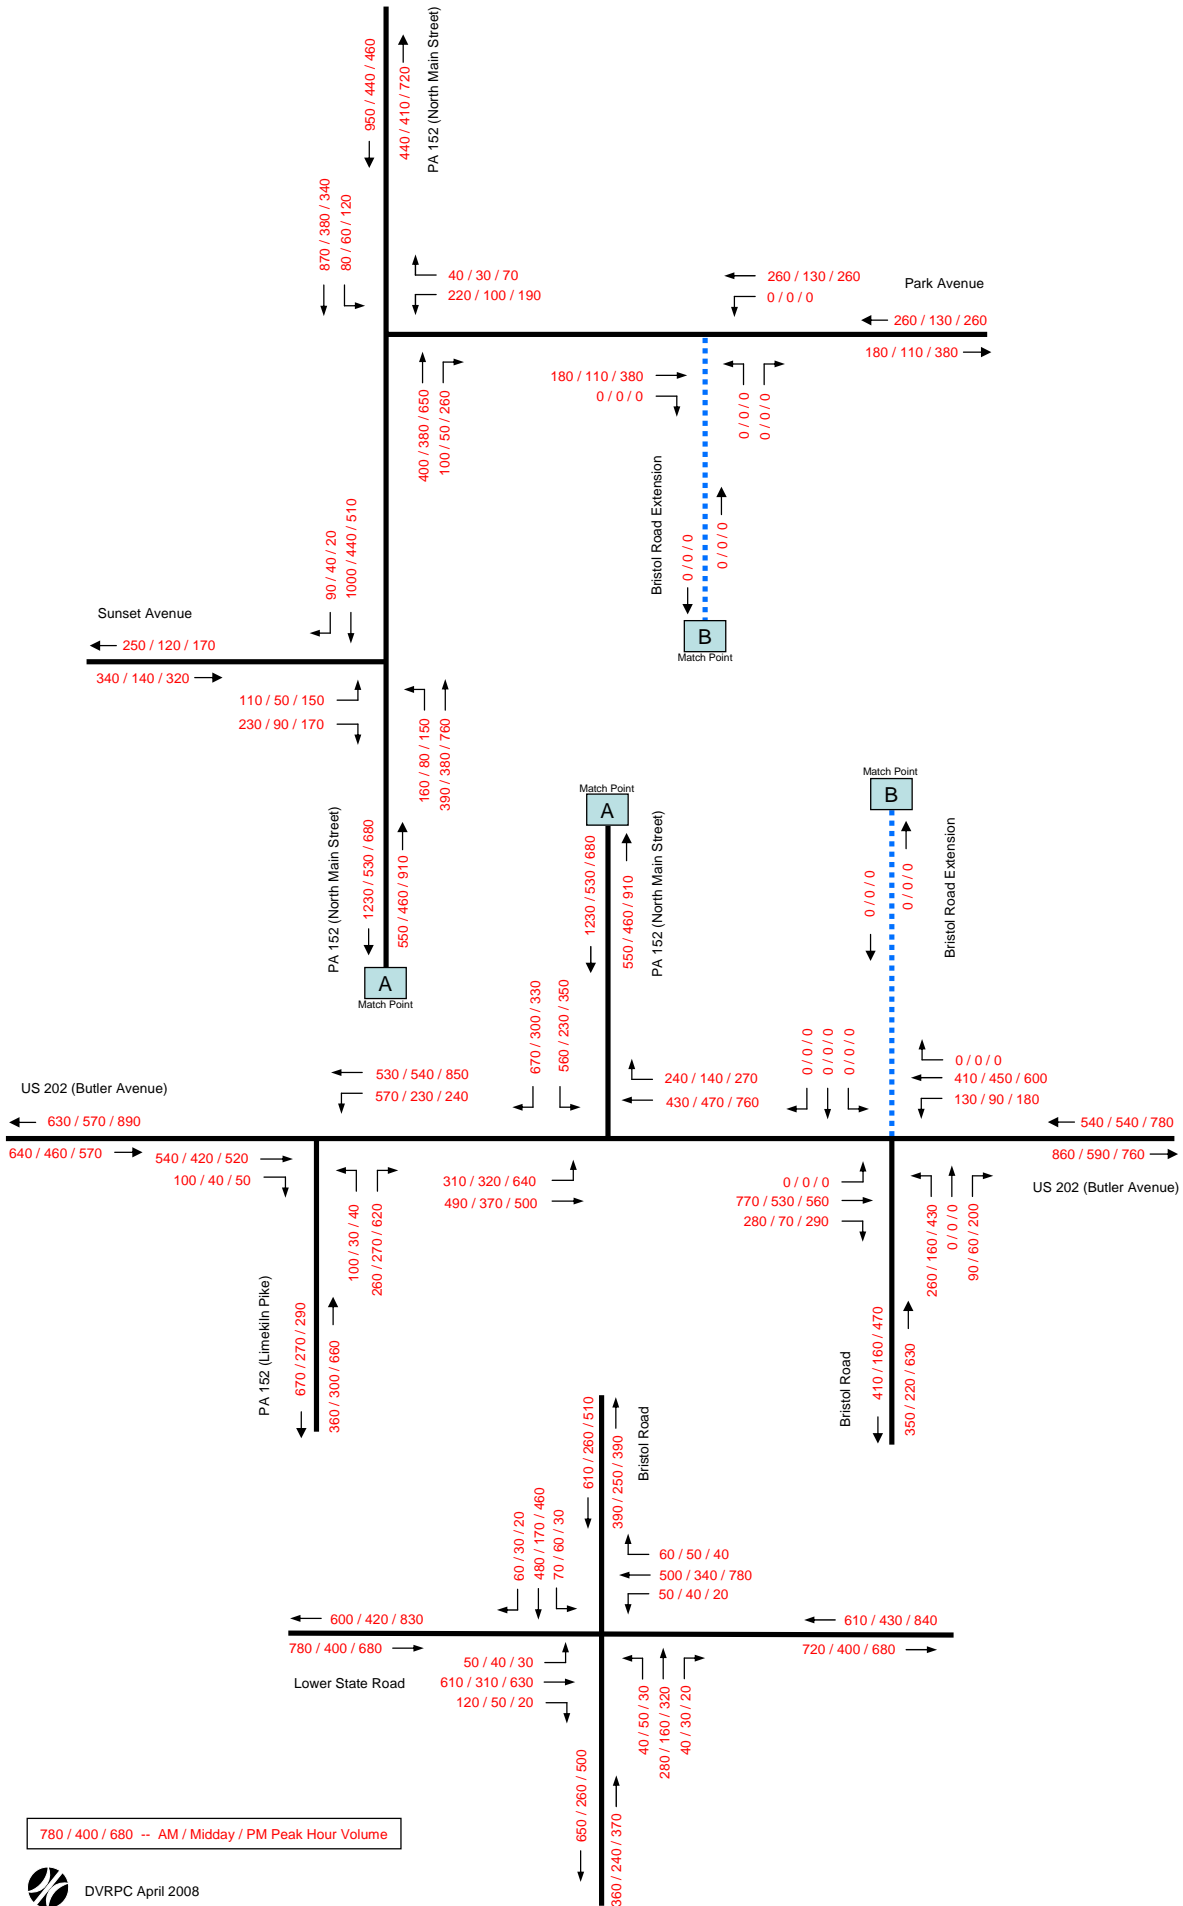 950 / 440 / 460
440 / 410 / 720
PA 152 (North Main Street)
870 / 380 / 340
80 / 60 / 120
40 / 30 / 70
220 / 100 / 190
260 / 130 / 260
0 / 0 / 0
Park Avenue
260 / 130 / 260
180 / 110 / 380
400 / 380 / 650
100 / 50 / 260
180 / 110 / 380
0 / 0 / 0
0 / 0 / 0
0 / 0 / 0
Bristol Road Extension
0 / 0 / 0
0 / 0 / 0
B
Match Point
90 / 40 / 20
1000 / 440 / 510
Sunset Avenue
250 / 120 / 170
340 / 140 / 320
110 / 50 / 150
230 / 90 / 170
160 / 80 / 150
390 / 380 / 760
PA 152 (North Main Street)
1230 / 530 / 680
550 / 460 / 910
A
Match Point
Match Point
A
1230 / 530 / 680
550 / 460 / 910
PA 152 (North Main Street)
Match Point
B
0 / 0 / 0
0 / 0 / 0
Bristol Road Extension
670 / 300 / 330
560 / 230 / 350
240 / 140 / 270
430 / 470 / 760
0 / 0 / 0
0 / 0 / 0
0 / 0 / 0
0 / 0 / 0
410 / 450 / 600
130 / 90 / 180
US 202 (Butler Avenue)
530 / 540 / 850
570 / 230 / 240
630 / 570 / 890
640 / 460 / 570
540 / 420 / 520
100 / 40 / 50
540 / 540 / 780
860 / 590 / 760
US 202 (Butler Avenue)
100 / 30 / 40
260 / 270 / 620
310 / 320 / 640
490 / 370 / 500
0 / 0 / 0
770 / 530 / 560
280 / 70 / 290
260 / 160 / 430
0 / 0 / 0
90 / 60 / 200
PA 152 (Limekiln Pike)
670 / 270 / 290
360 / 300 / 660
Bristol Road
410 / 160 / 470
350 / 220 / 630
610 / 260 / 510
390 / 250 / 390
Bristol Road
60 / 30 / 20
480 / 170 / 460
70 / 60 / 30
60 / 50 / 40
500 / 340 / 780
50 / 40 / 20
600 / 420 / 830
780 / 400 / 680
Lower State Road
610 / 430 / 840
720 / 400 / 680
50 / 40 / 30
610 / 310 / 630
120 / 50 / 20
40 / 50 / 30
280 / 160 / 320
40 / 30 / 20
650 / 260 / 500
360 / 240 / 370
780 / 400 / 680 -- AM / Midday / PM Peak Hour Volume
DVRPC April 2008